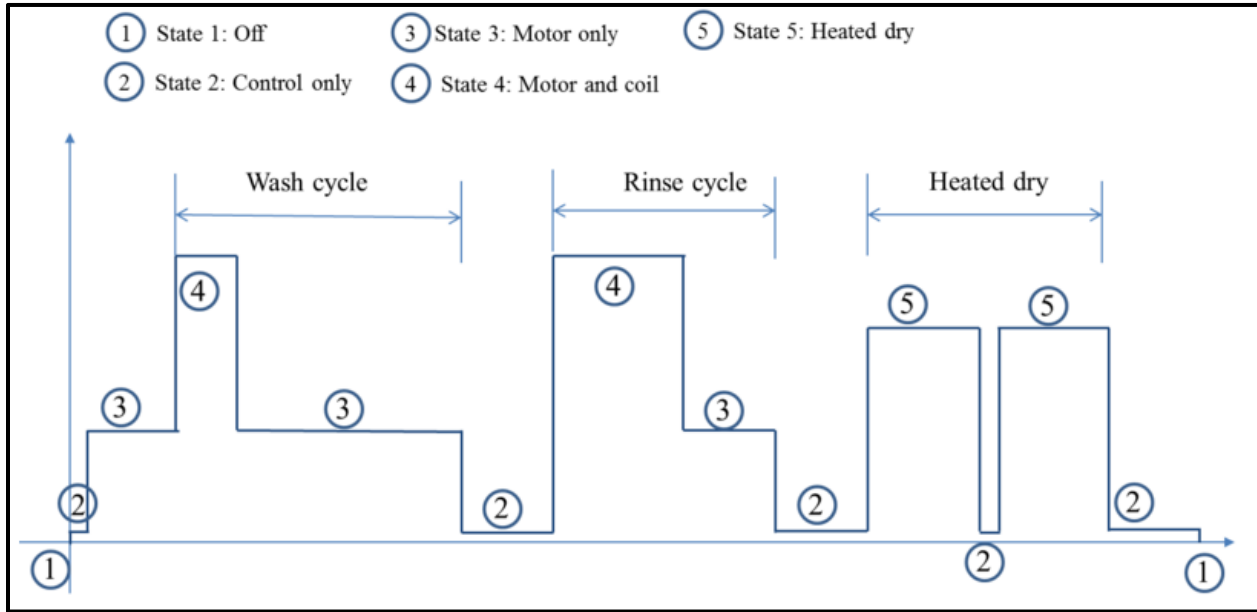 1 State 1: Off
3 State 3: Motor only
5 State 5: Heated dry
2 State 2: Control only
4 State 4: Motor and coil
Wash cycle
Rinse cycle
Heated dry
4
4
5
5
3
3
3
2
2
2
2
2
1
1